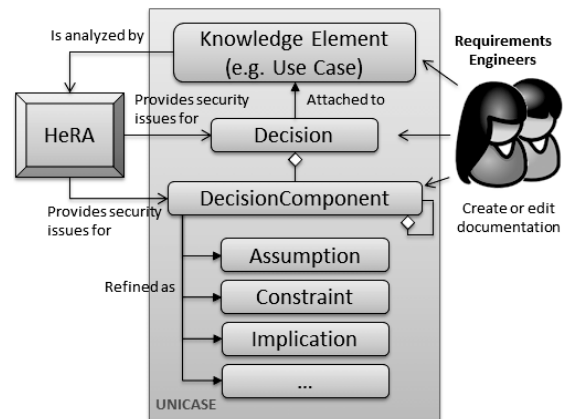 Is analyzed by
Knowledge Element
(e.g. Use Case)
Requirements
Engineers
Provides security
issues for
Attached to
HeRA
Decision
DecisionComponent
Provides security
issues for
Create or edit
documentation
Assumption
Refined as
Constraint
Implication
...
UNICASE